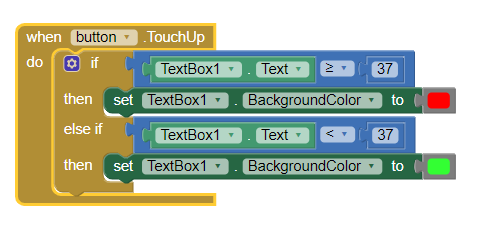 when button .TouchUp
do if TextBox1 . Text ≥ 37
then set TextBox1 . BackgroundColor to
else if TextBox1 . Text < 37
then set TextBox1 . BackgroundColor to